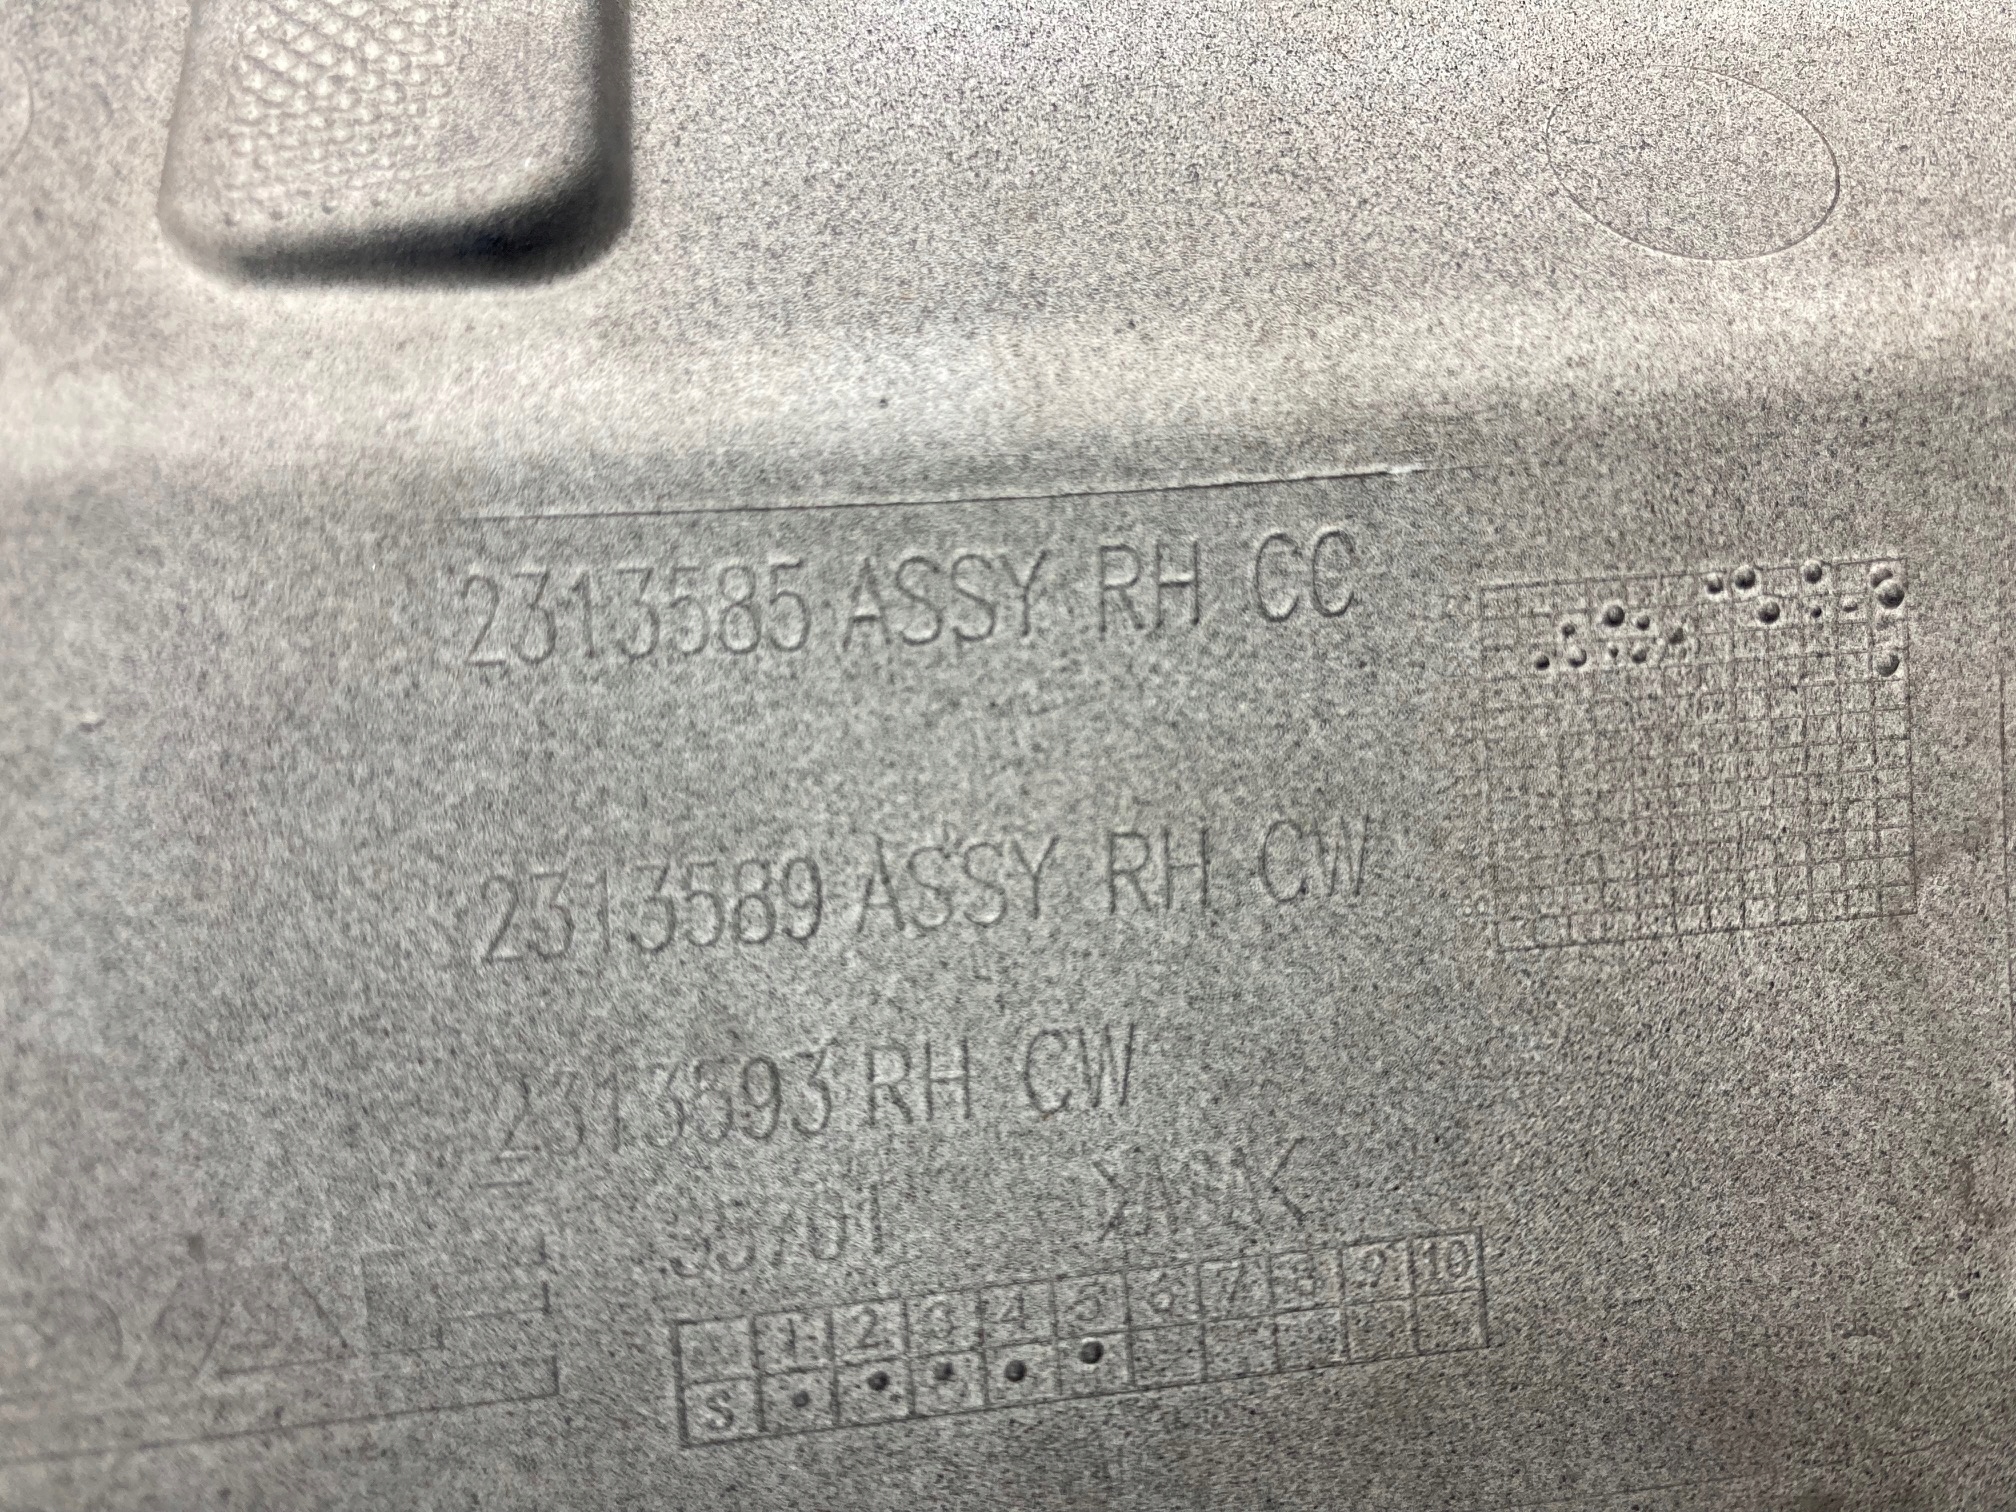 2313585 ASSY RH CC
2313589 ASSY RH CW
2313593 RH CW
1 2 3 4 5 6 7 8 9 10
S